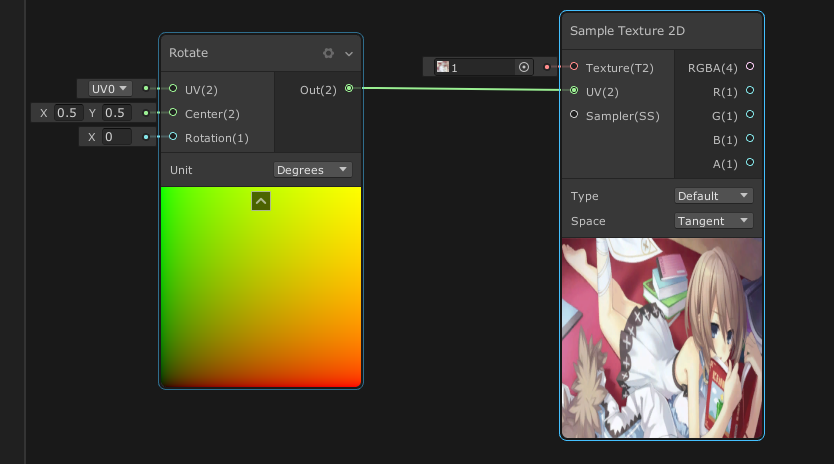 Rotate
UV0 UV(2) Out(2)
X 0.5 Y 0.5 Center(2)
X 0 Rotation(1)
Unit Degrees
Sample Texture 2D
1 Texture(T2) RGBA(4)
UV(2) R(1)
Sampler(SS) G(1)
B(1)
A(1)
Type Default
Space Tangent